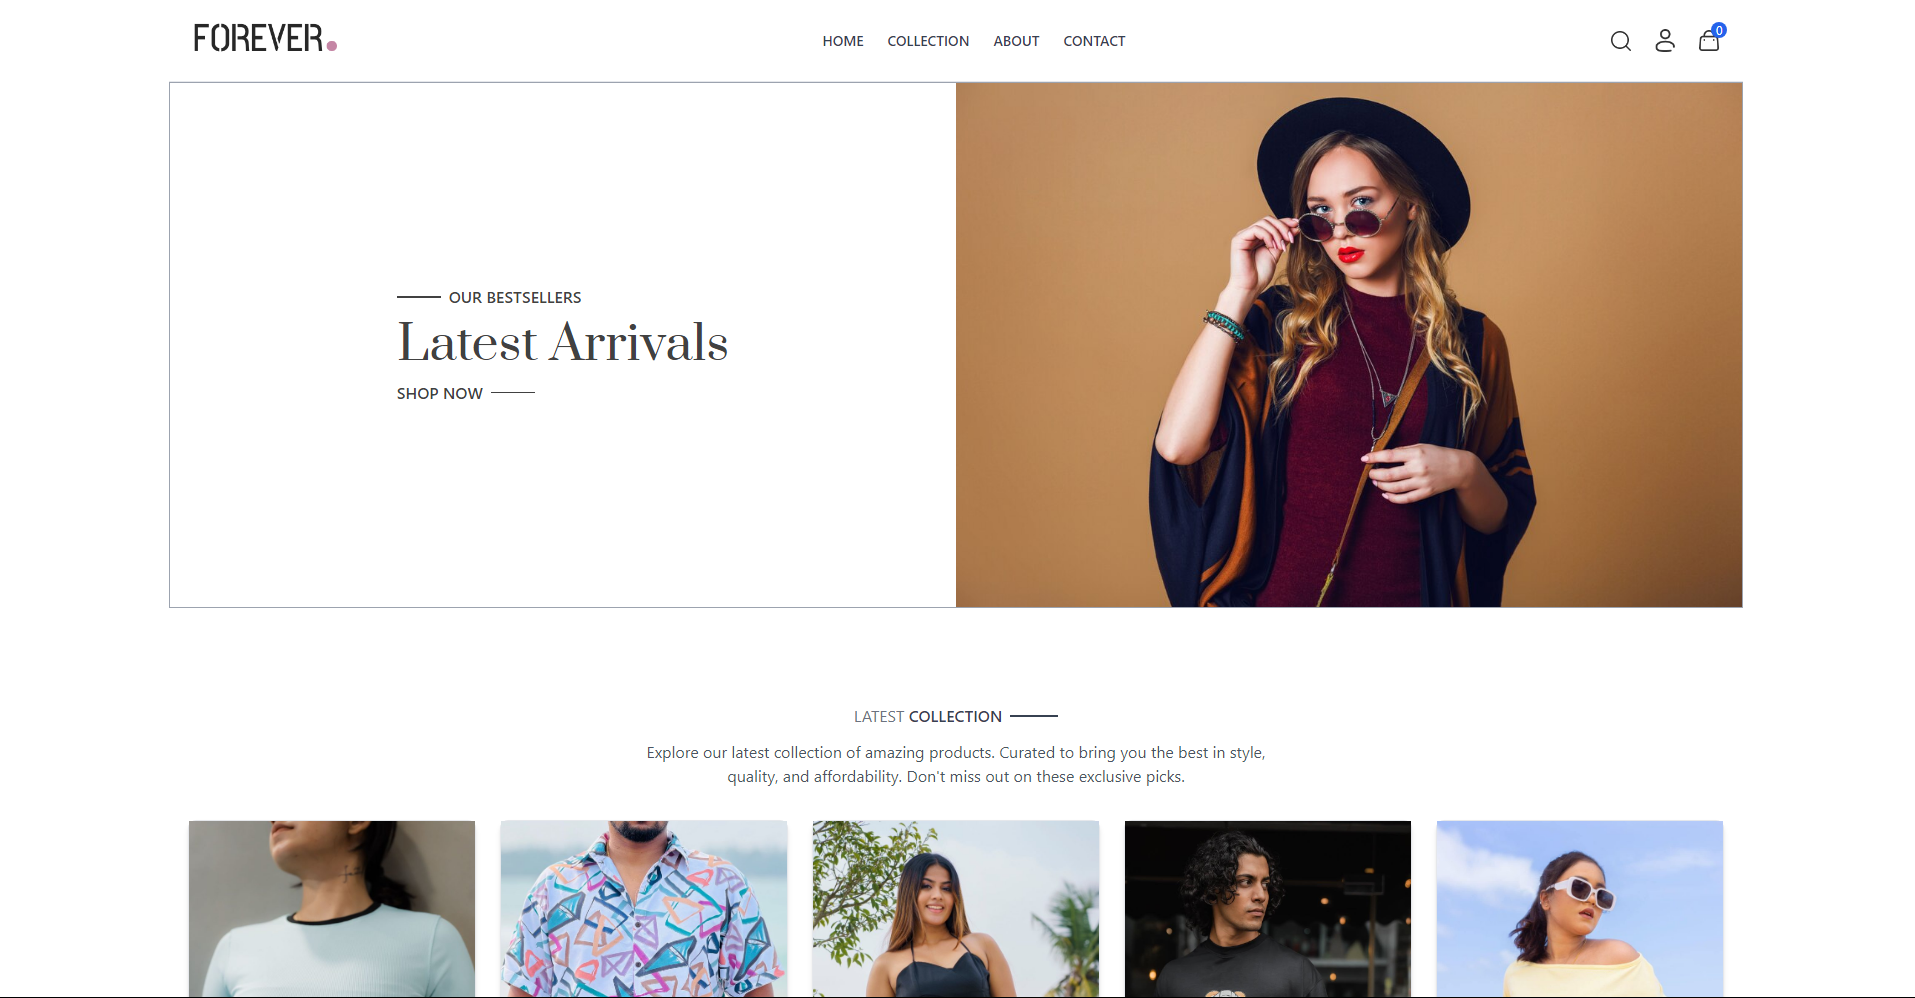 FOREVER.
HOME COLLECTION ABOUT CONTACT
0
OUR BESTSELLERS
Latest Arrivals
SHOP NOW
LATEST COLLECTION
Explore our latest collection of amazing products. Curated to bring you the best in style,
quality, and affordability. Don't miss out on these exclusive picks.